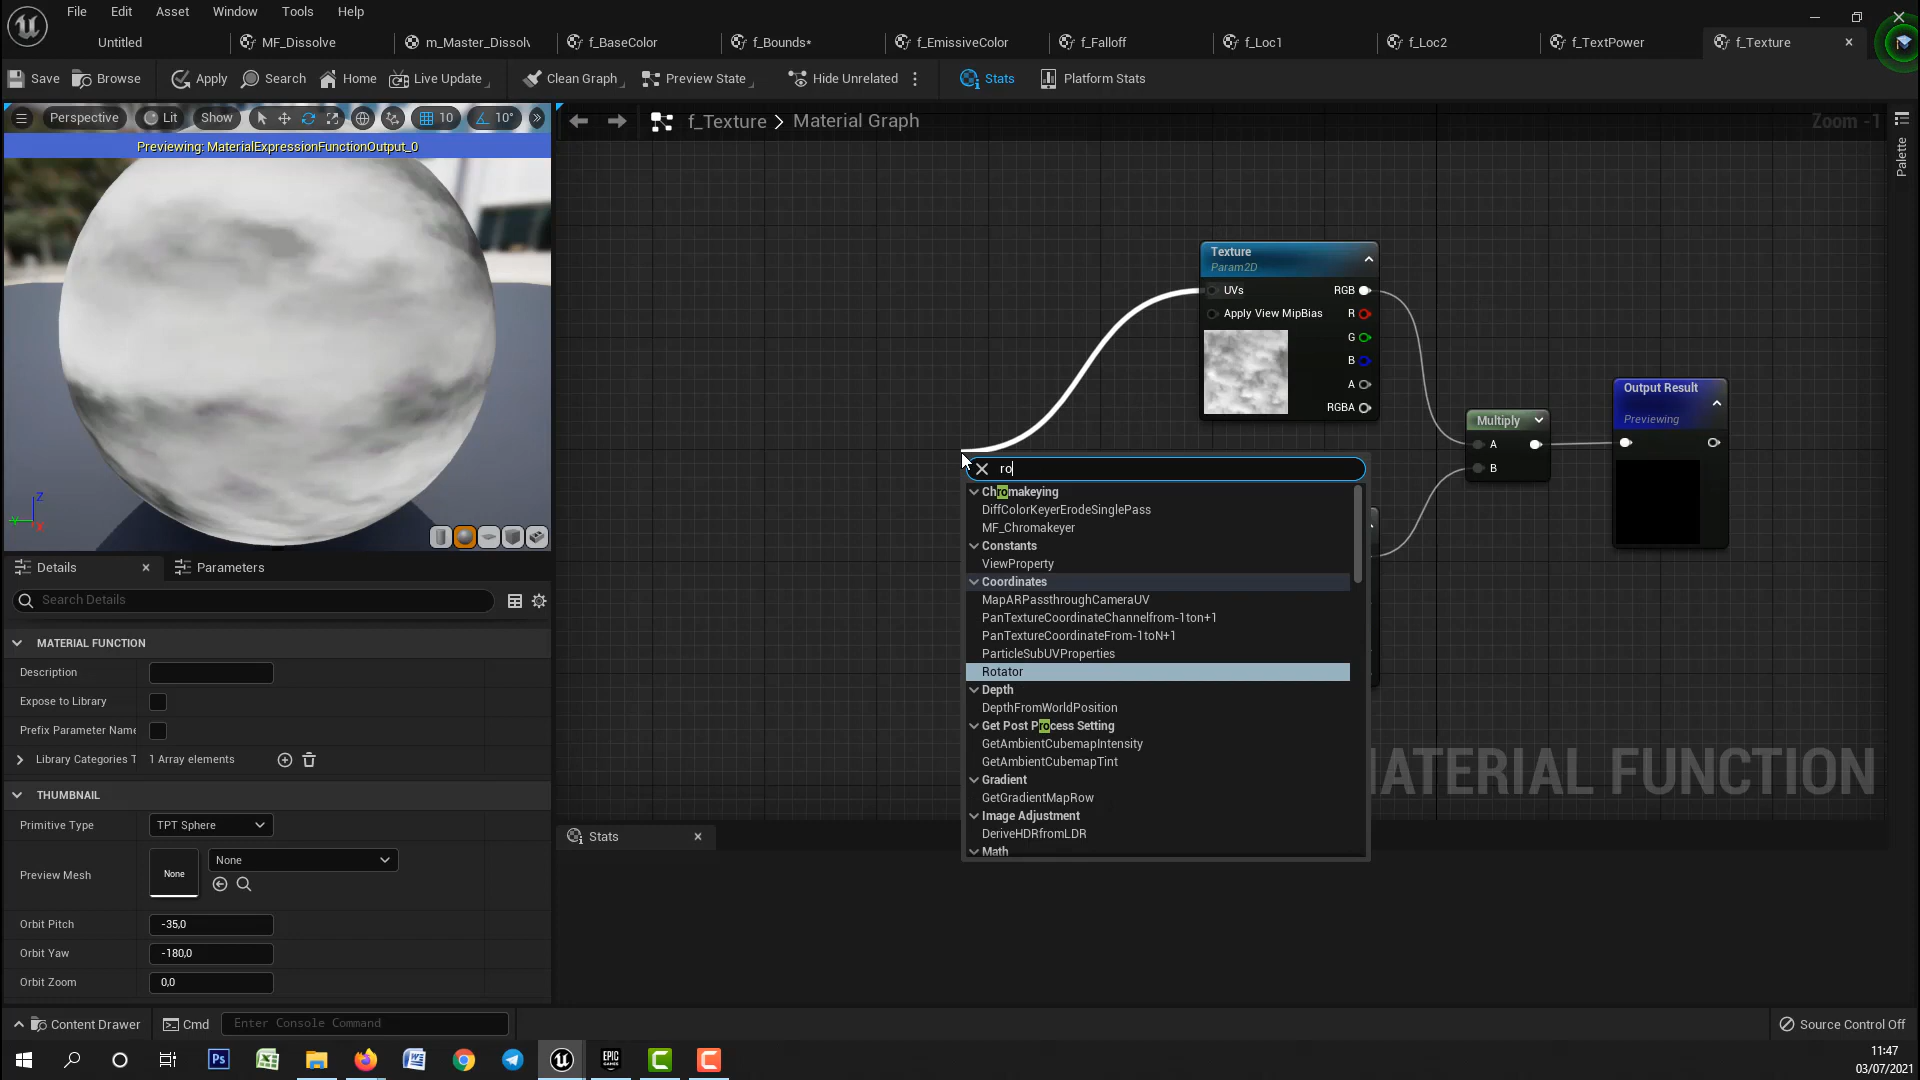 File Edit Asset Window Tools Help
Untitled MF_Dissolve m_Master_Dissol f_BaseColor f_Bounds* f_EmissiveColor f_Falloff f_Loc1 f_Loc2 f_TextPower f_Texture
Save Browse Apply Search Home Live Update Clean Graph Preview State Hide Unrelated Stats Platform Stats
Perspective Lit Show 10 10°
f_Texture > Material Graph
Zoom -1
Palette
Previewing: MaterialExpressionFunctionOutput_0
Texture
Param2D
UVs RGB
Apply View MipBias R
G
B
A
RGBA
Multiply
A
B
Output Result
Previewing
ro
Chromakeying
DiffColorKeyerErodeSinglePass
MF_Chromakeyer
Constants
ViewProperty
Coordinates
MapARPassthroughCameraUV
PanTextureCoordinateChannelfrom-1ton+1
PanTextureCoordinateFrom-1toN+1
ParticleSubUVProperties
Rotator
Depth
DepthFromWorldPosition
Get Post Process Setting
GetAmbientCubemapIntensity
GetAmbientCubemapTint
Gradient
GetGradientMapRow
Image Adjustment
DeriveHDRfromLDR
Math
ATERIAL FUNCTION
Z
Y
X
Details Parameters
Search Details
MATERIAL FUNCTION
Description
Expose to Library
Prefix Parameter Name
Library Categories T 1 Array elements
THUMBNAIL
Primitive Type TPT Sphere
Preview Mesh None None
Orbit Pitch -35,0
Orbit Yaw -180,0
Orbit Zoom 0,0
Stats
Content Drawer Cmd Enter Console Command Source Control Off
Ps EPIC GAMES
11:47
03/07/2021